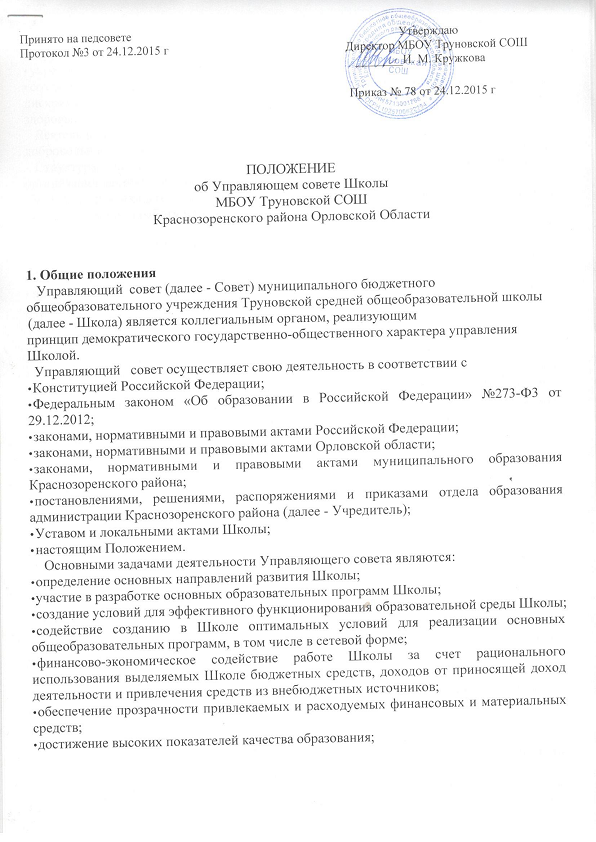 Принято на педсовете
Протокол №3 от 24.12.2015 г
Утверждаю
Директор МБОУ Труновской СОШ
И. М. Кружкова
СОШ
Приказ № 78 от 24.12.2015 г
ПОЛОЖЕНИЕ
об Управляющем совете Школы
МБОУ Труновской СОШ
Краснозоренского района Орловской Области
1. Общие положения
Управляющий совет (далее - Совет) муниципального бюджетного
общеобразовательного учреждения Труновской средней общеобразовательной школы
(далее - Школа) является коллегиальным органом, реализующим
принцип демократического государственно-общественного характера управления
Школой.
Управляющий совет осуществляет свою деятельность в соответствии с
•Конституцией Российской Федерации;
•Федеральным законом «Об образовании в Российской Федерации» №273-ФЗ от
29.12.2012;
•законами, нормативными и правовыми актами Российской Федерации;
•законами, нормативными и правовыми актами Орловской области;
•законами, нормативными и правовыми актами муниципального образования
Краснозоренского района;
•постановлениями, решениями, распоряжениями и приказами отдела образования
администрации Краснозоренского района (далее - Учредитель);
•Уставом и локальными актами Школы;
•настоящим Положением.
Основными задачами деятельности Управляющего совета являются:
•определение основных направлений развития Школы;
•участие в разработке основных образовательных программ Школы;
•создание условий для эффективного функционирования образовательной среды Школы;
•содействие созданию в Школе оптимальных условий для реализации основных
общеобразовательных программ, в том числе в сетевой форме;
•финансово-экономическое содействие работе Школы за счет рационального
использования выделяемых Школе бюджетных средств, доходов от приносящей доход
деятельности и привлечения средств из внебюджетных источников;
•обеспечение прозрачности привлекаемых и расходуемых финансовых и материальных
средств;
•достижение высоких показателей качества образования;